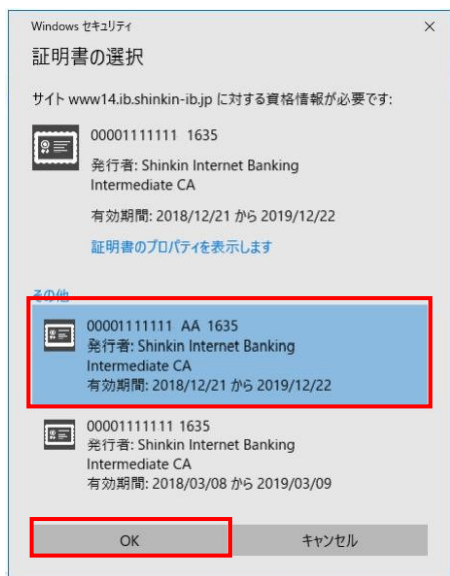 Windows セキュリティ
証明書の選択
サイト www14.ib.shinkin-ib.jp に対する資格情報が必要です:
00001111111 1635
発行者: Shinkin Internet Banking
Intermediate CA
有効期間: 2018/12/21 から 2019/12/22
証明書のプロパティを表示します
その他
00001111111 AA 1635
発行者: Shinkin Internet Banking
Intermediate CA
有効期間: 2018/12/21 から 2019/12/22
00001111111 1635
発行者: Shinkin Internet Banking
Intermediate CA
有効期間: 2018/03/08 から 2019/03/09
OK
キャンセル